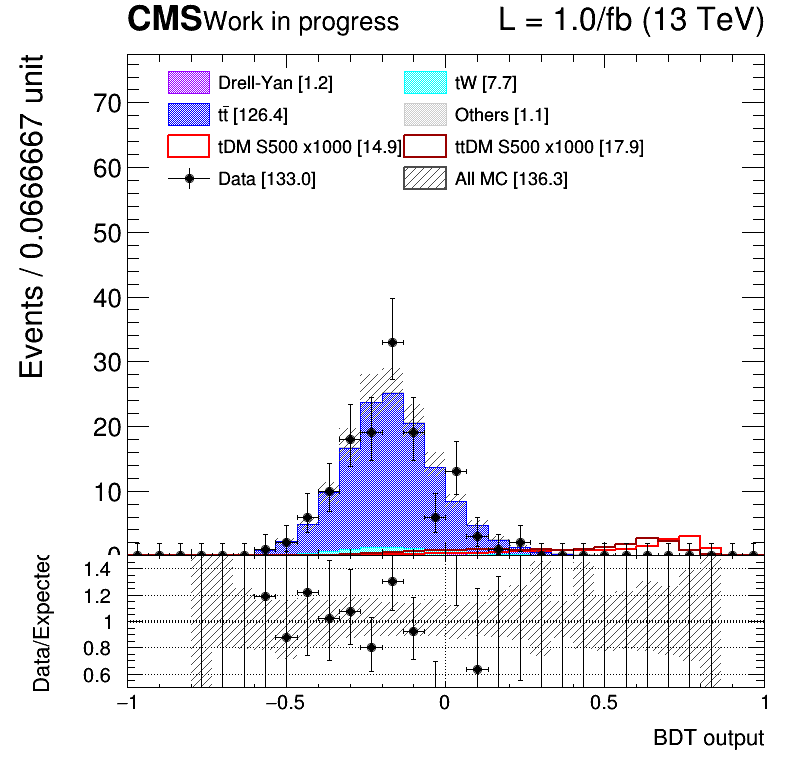 CMS Work in progress L = 1.0/fb (13 TeV)
Drell-Yan [1.2] tW [7.7]
tt̄ [126.4] Others [1.1]
tDM S500 x1000 [14.9] ttDM S500 x1000 [17.9]
Data [133.0] All MC [136.3]
Events / 0.0666667 unit
70
60
50
40
30
20
10
0
Data/Expected
1.4
1.2
1
0.8
0.6
−1 −0.5 0 0.5 1
BDT output